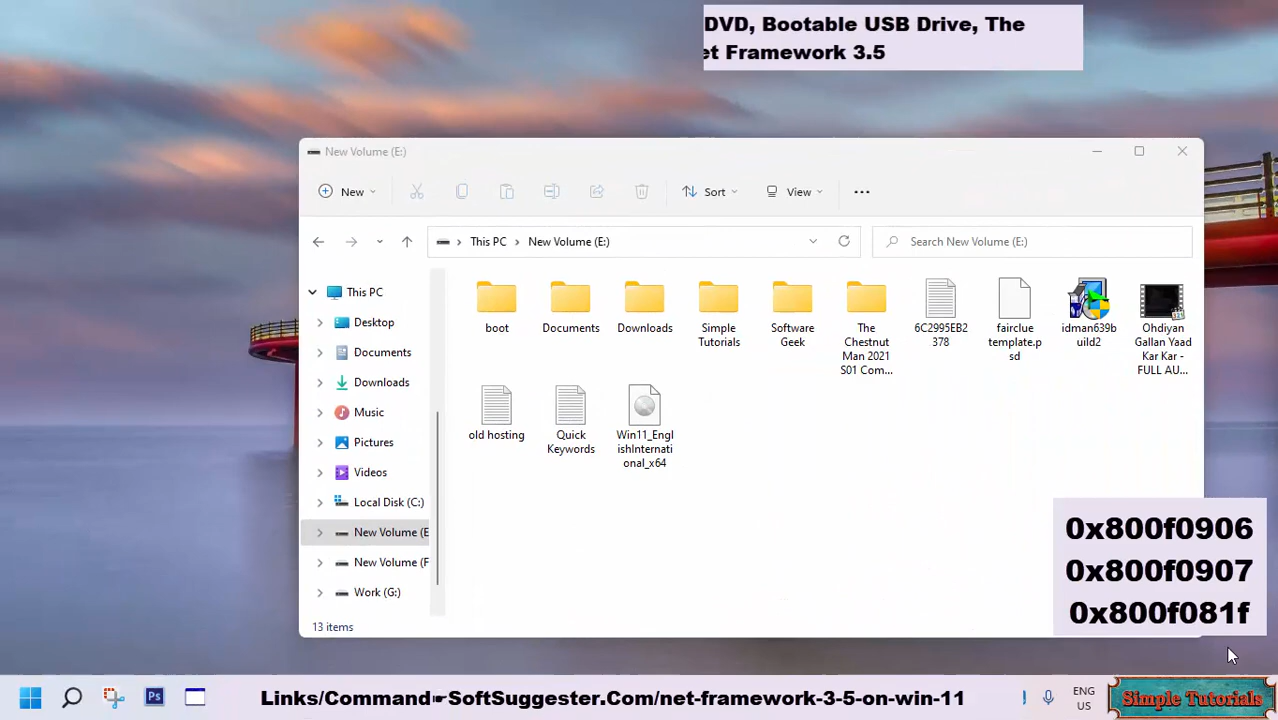 DVD, Bootable USB Drive, The
et Framework 3.5
New Volume (E:)
New
Sort
View
This PC
New Volume (E:)
Search New Volume (E:)
This PC
Desktop
Documents
Downloads
Music
Pictures
Videos
Local Disk (C:)
New Volume (E
New Volume (F
Work (G:)
boot
Documents
Downloads
Simple
Tutorials
Software
Geek
The
Chestnut
Man 2021
S01 Com...
6C2995EB2
378
fairclue
template.p
sd
idman639b
uild2
Ohdiyan
Gallan Yaad
Kar Kar -
FULL AU...
old hosting
Quick
Keywords
Win11_Engl
ishInternati
onal_x64
13 items
0x800f0906
0x800f0907
0x800f081f
Ps
Links/Command☛SoftSuggester.Com/net-framework-3-5-on-win-11
ENG
US
Simple Tutorials